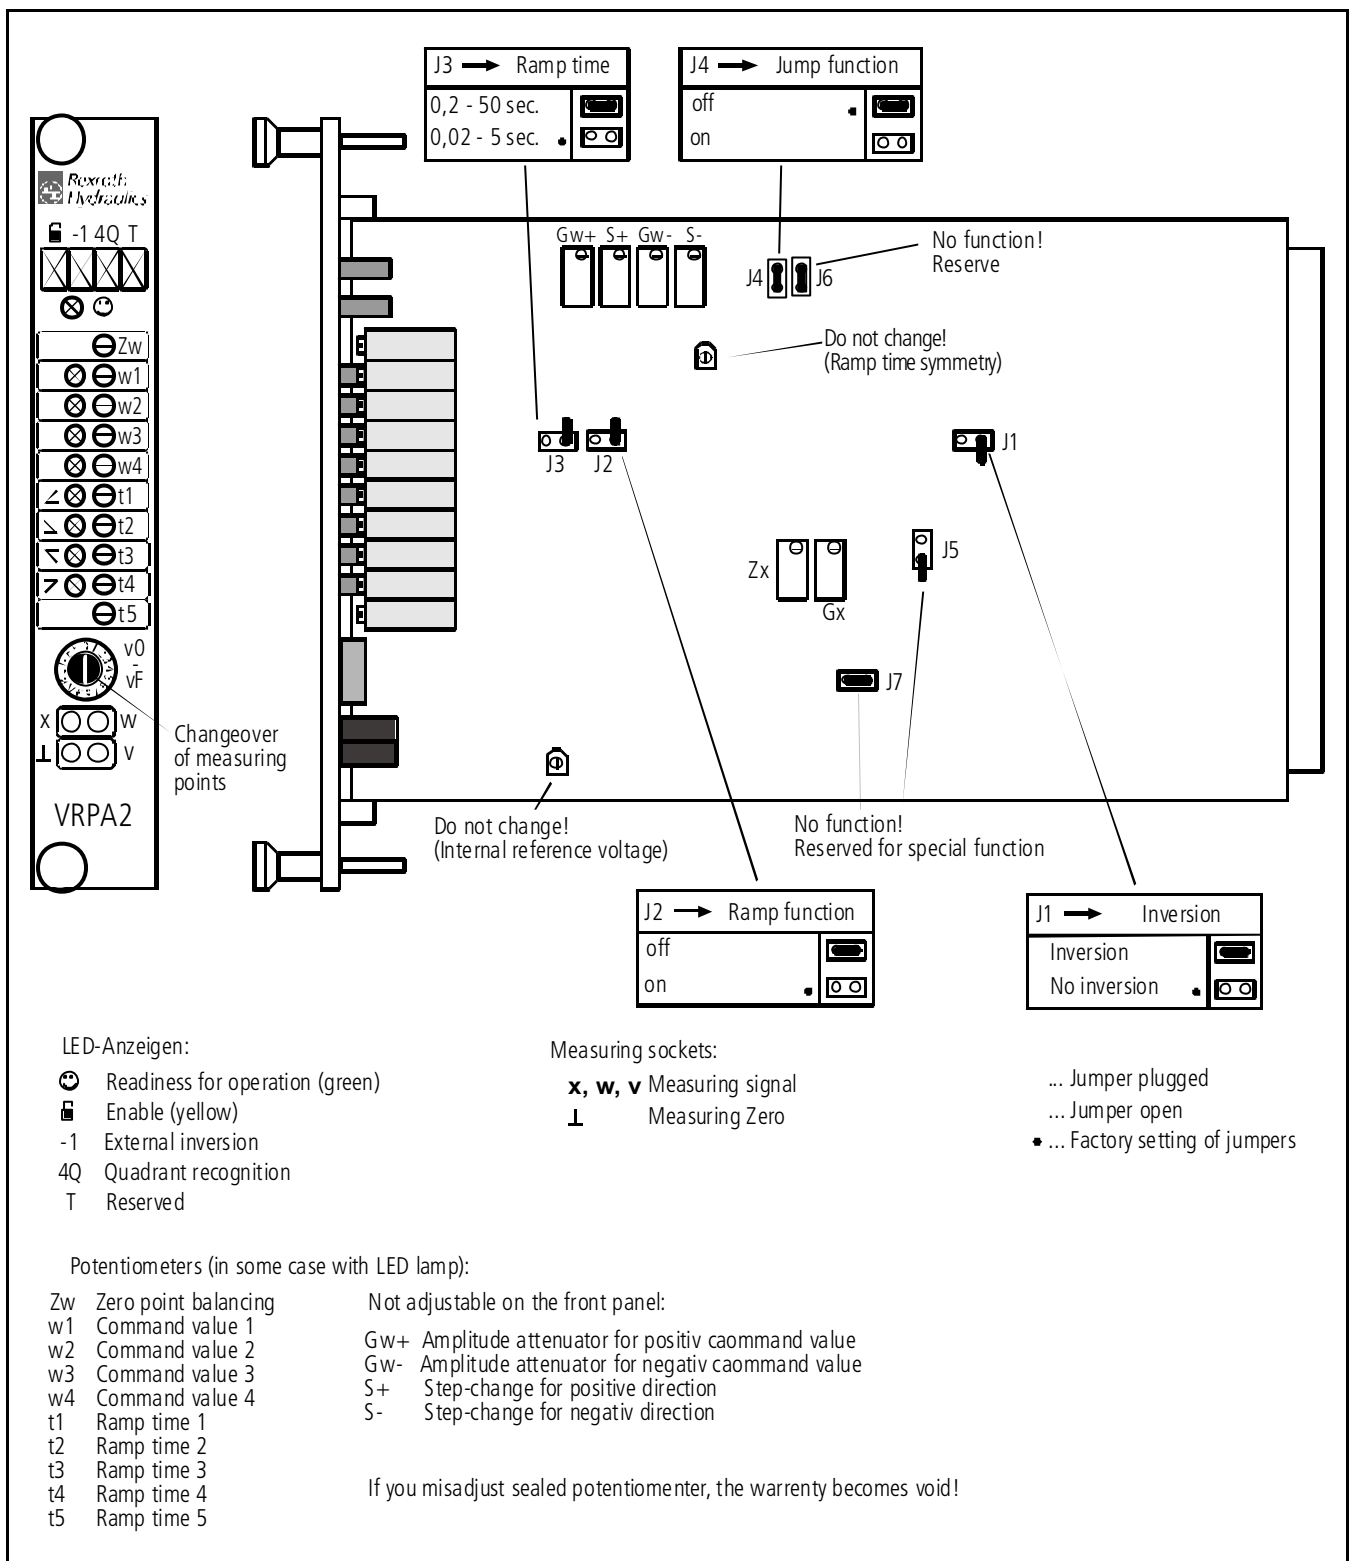 J3 → Ramp time
0,2 - 50 sec.
0,02 - 5 sec. •
J4 → Jump function
off •
on
Rexroth
Hydraulics
-1 4Q T
Zw
w1
w2
w3
w4
t1
t2
t3
t4
t5
v0
-
vF
x w
⊥ v
VRPA2
Changeover
of measuring
points
Gw+ S+ Gw- S-
J4 J6
No function!
Reserve
Do not change!
(Ramp time symmetry)
J3 J2 J1
J5
Zx
Gx
J7
Do not change!
(Internal reference voltage)
No function!
Reserved for special function
J2 → Ramp function
off
on •
J1 → Inversion
Inversion
No inversion •
LED-Anzeigen:
Readiness for operation (green)
Enable (yellow)
-1 External inversion
4Q Quadrant recognition
T Reserved
Measuring sockets:
x, w, v Measuring signal
⊥ Measuring Zero
... Jumper plugged
... Jumper open
• ... Factory setting of jumpers
Potentiometers (in some case with LED lamp):
Zw Zero point balancing
w1 Command value 1
w2 Command value 2
w3 Command value 3
w4 Command value 4
t1 Ramp time 1
t2 Ramp time 2
t3 Ramp time 3
t4 Ramp time 4
t5 Ramp time 5
Not adjustable on the front panel:
Gw+ Amplitude attenuator for positiv caommand value
Gw- Amplitude attenuator for negativ caommand value
S+ Step-change for positive direction
S- Step-change for negativ direction
If you misadjust sealed potentiomenter, the warrenty becomes void!